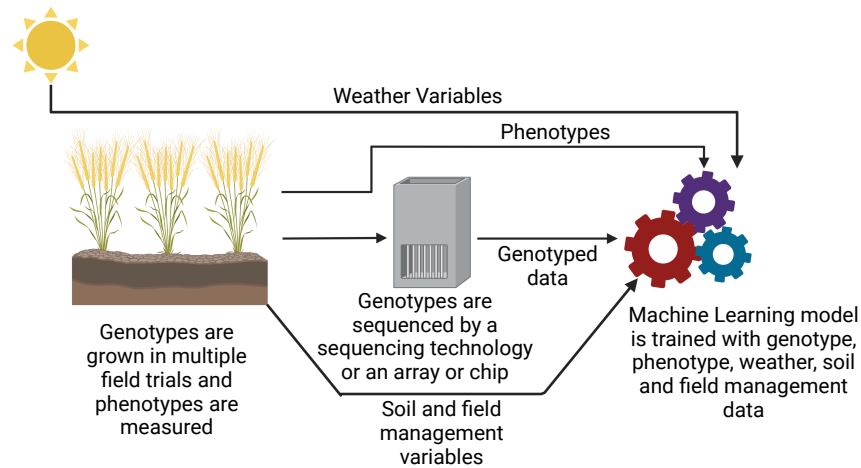 Weather Variables
Phenotypes
Genotyped
data
Genotypes are
grown in multiple
field trials and
phenotypes are
measured
Genotypes are
sequenced by a
sequencing technology
or an array or chip
Soil and field
management
variables
Machine Learning model
is trained with genotype,
phenotype, weather, soil
and field management
data